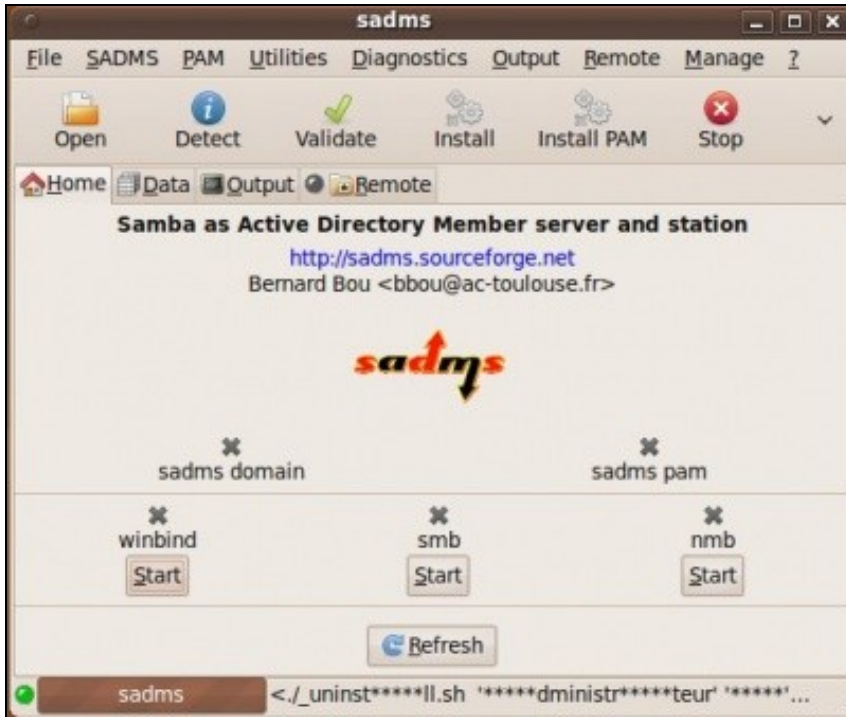 sadms
File SADMS PAM Utilities Diagnostics Output Remote Manage ?
Open Detect Validate Install Install PAM Stop
Home Data Output Remote
Samba as Active Directory Member server and station
http://sadms.sourceforge.net
Bernard Bou <bbou@ac-toulouse.fr>
sadms
sadms domain sadms pam
winbind smb nmb
Start Start Start
Refresh
sadms <./_uninst*****ll.sh '*****dministr*****teur' '*****'...